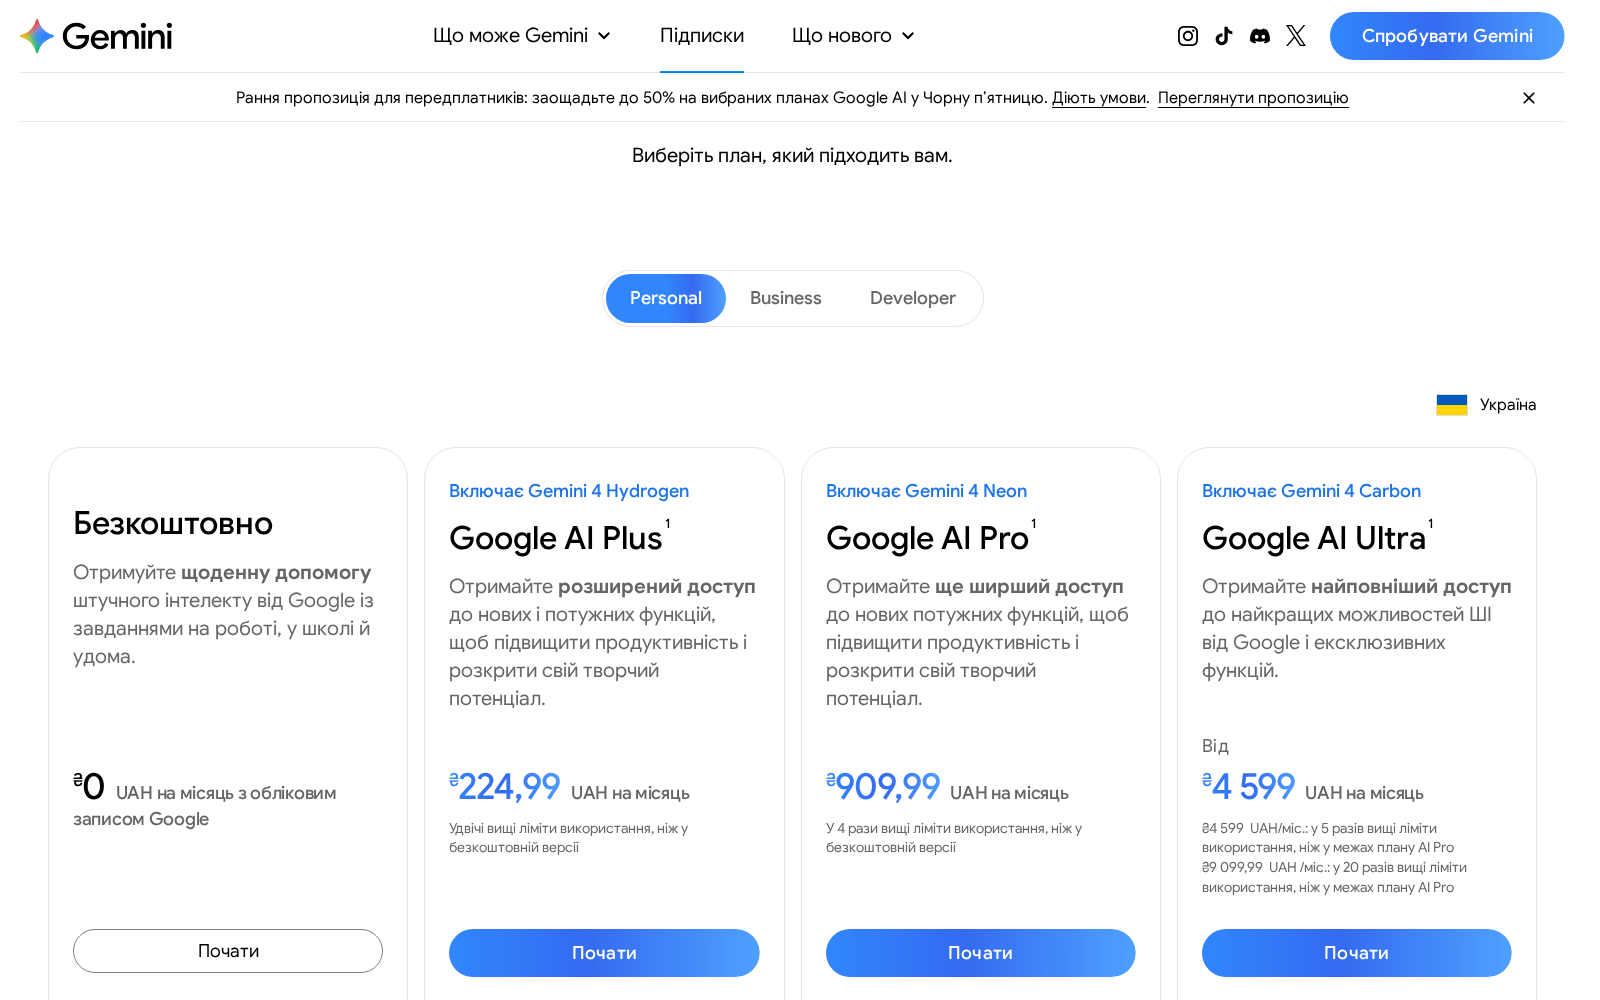 Gemini
Що може Gemini
Підписки
Що нового
Спробувати Gemini
Рання пропозиція для передплатників: заощадьте до 50% на вибраних планах Google AI у Чорну п’ятницю. Діють умови. Переглянути пропозицію
Виберіть план, який підходить вам.
Personal
Business
Developer
Україна
Безкоштовно
Отримуйте щоденну допомогу
штучного інтелекту від Google із
завданнями на роботі, у школі й
удома.
₴0 UAH на місяць з обліковим
записом Google
Почати
Включає Gemini 4 Hydrogen
Google AI Plus¹
Отримайте розширений доступ
до нових і потужних функцій,
щоб підвищити продуктивність і
розкрити свій творчий
потенціал.
₴224,99 UAH на місяць
Удвічі вищі ліміти використання, ніж у
безкоштовній версії
Почати
Включає Gemini 4 Neon
Google AI Pro¹
Отримайте ще ширший доступ
до нових потужних функцій, щоб
підвищити продуктивність і
розкрити свій творчий
потенціал.
₴909,99 UAH на місяць
У 4 рази вищі ліміти використання, ніж у
безкоштовній версії
Почати
Включає Gemini 4 Carbon
Google AI Ultra¹
Отримайте найповніший доступ
до найкращих можливостей ШІ
від Google і ексклюзивних
функцій.
Від
₴4 599 UAH на місяць
₴4 599 UAH/міс.: у 5 разів вищі ліміти
використання, ніж у межах плану AI Pro
₴9 099,99 UAH /міс.: у 20 разів вищі ліміти
використання, ніж у межах плану AI Pro
Почати